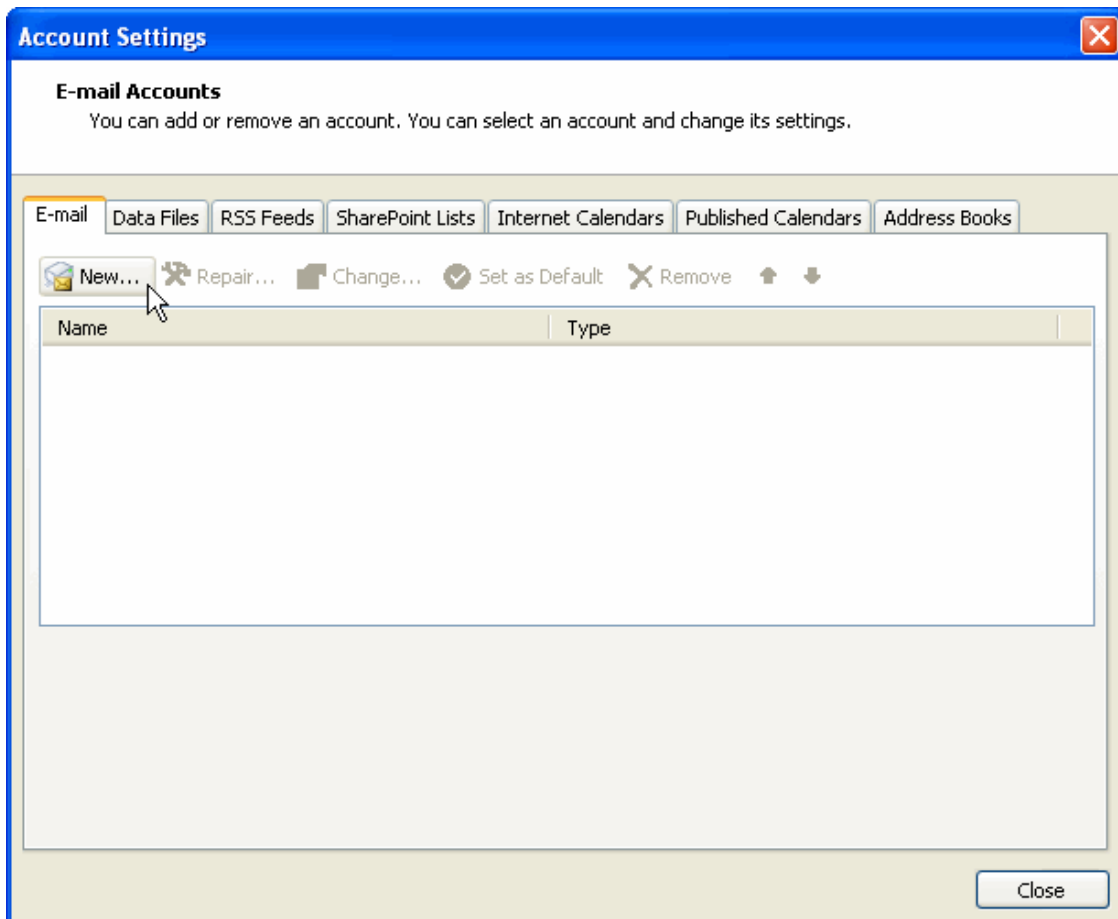 Account Settings
E-mail Accounts
You can add or remove an account. You can select an account and change its settings.
E-mail Data Files RSS Feeds SharePoint Lists Internet Calendars Published Calendars Address Books
New... Repair... Change... Set as Default Remove
Name Type
Close